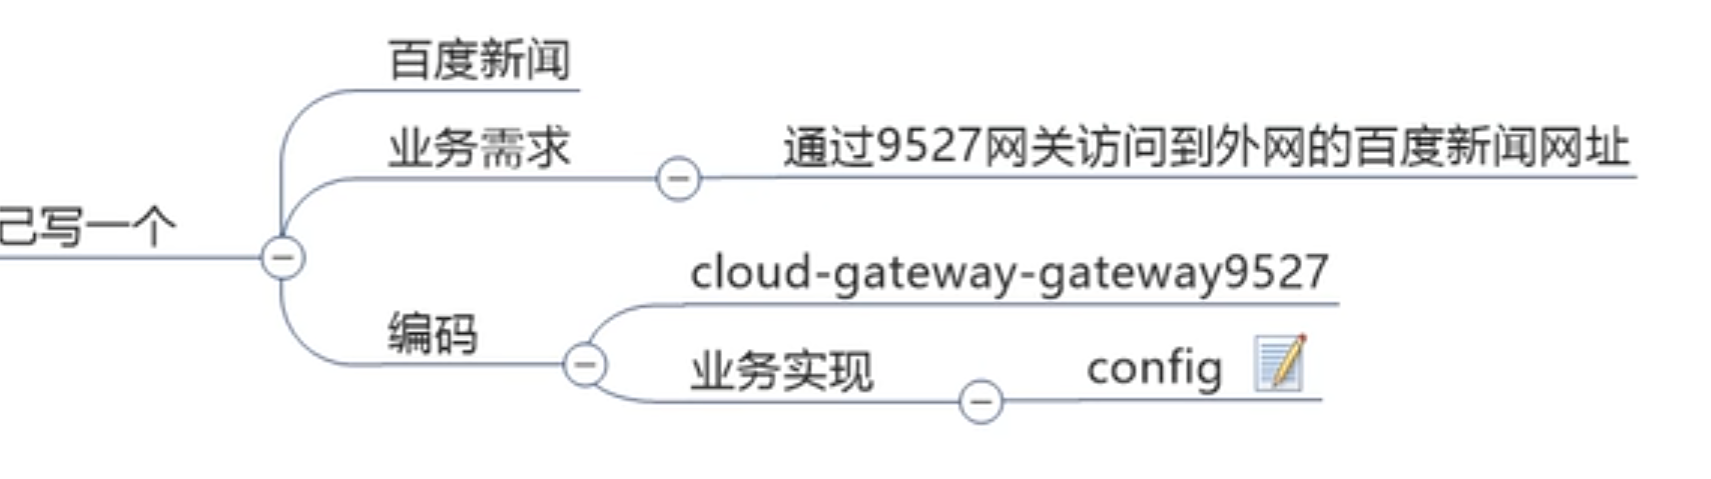 百度新闻
业务需求
通过9527网关访问到外网的百度新闻网址
己写一个
cloud-gateway-gateway9527
编码
业务实现
config